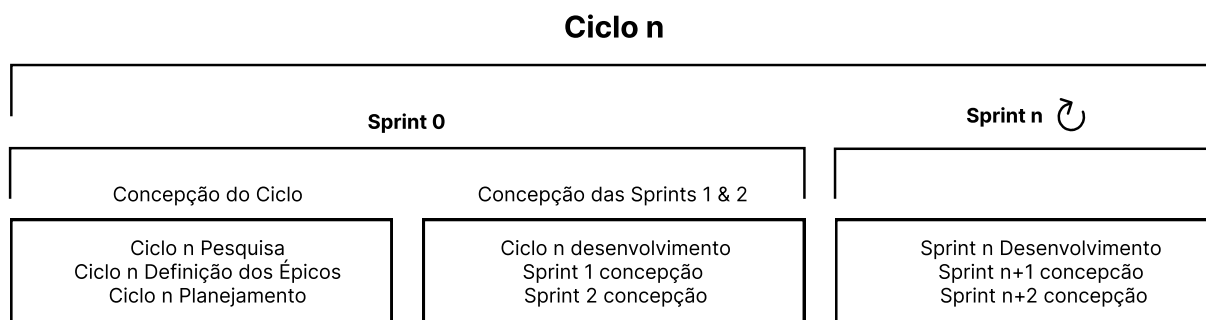 Ciclo n
Sprint 0
Sprint n
Concepção do Ciclo
Concepção das Sprints 1 & 2
Ciclo n Pesquisa
Ciclo n Definição dos Épicos
Ciclo n Planejamento
Ciclo n desenvolvimento
Sprint 1 concepção
Sprint 2 concepção
Sprint n Desenvolvimento
Sprint n+1 concepcão
Sprint n+2 concepção